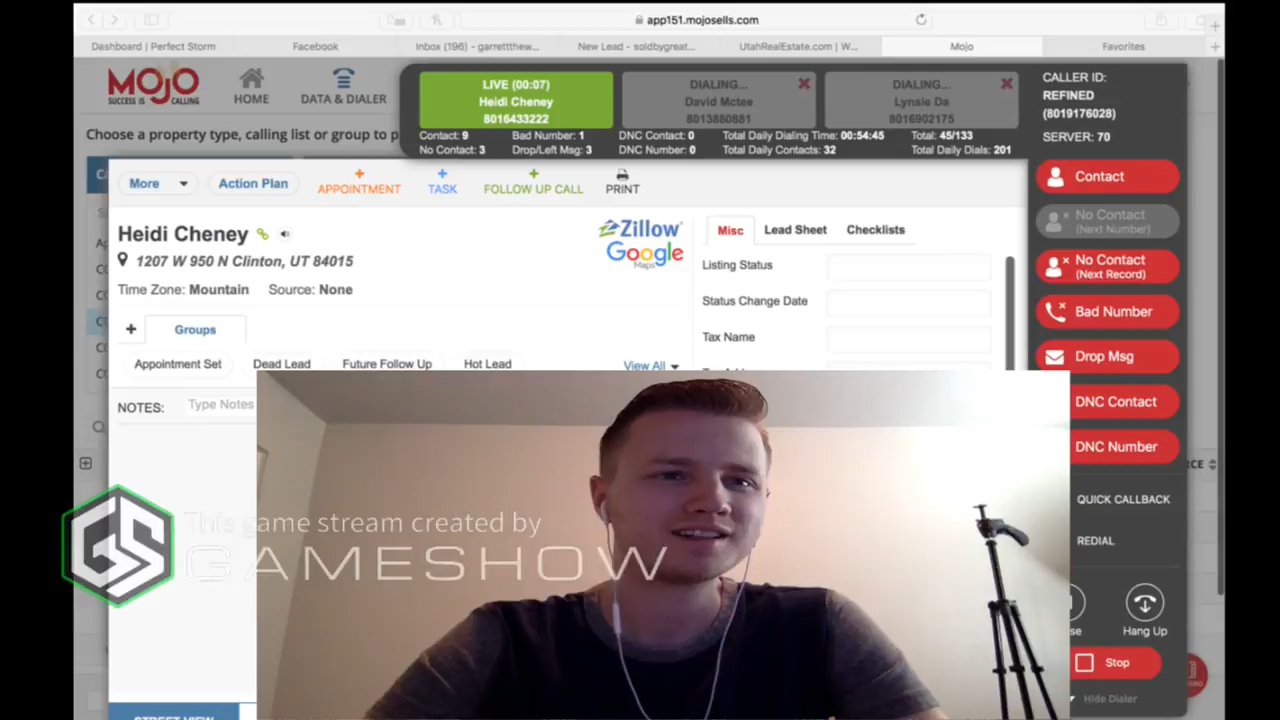 app151.mojosells.com
Dashboard | Perfect Storm
Facebook
Inbox (196) - garrettthew...
New Lead - soldbygreat...
UtahRealEstate.com | W...
Mojo
Favorites
MOJO
SUCCESS IS CALLING
HOME
DATA & DIALER
Choose a property type, calling list or group to p
LIVE (00:07)
Heidi Cheney
8016433222
DIALING...
David Mctee
8013880881
DIALING...
Lynsie Da
8016902175
Contact: 9
Bad Number: 1
DNC Contact: 0
Total Daily Dialing Time: 00:54:45
Total: 45/133
No Contact: 3
Drop/Left Msg: 3
DNC Number: 0
Total Daily Contacts: 32
Total Daily Dials: 201
CALLER ID:
REFINED
(8019176028)
SERVER: 70
More
Action Plan
APPOINTMENT
TASK
FOLLOW UP CALL
PRINT
Heidi Cheney
1207 W 950 N Clinton, UT 84015
Time Zone: Mountain
Source: None
Zillow
Google
Maps
Misc
Lead Sheet
Checklists
Listing Status
Status Change Date
Tax Name
Groups
Appointment Set
Dead Lead
Future Follow Up
Hot Lead
View All
NOTES:
Type Notes
Contact
No Contact
(Next Number)
No Contact
(Next Record)
Bad Number
Drop Msg
DNC Contact
DNC Number
QUICK CALLBACK
REDIAL
Hang Up
Stop
Hide Dialer
RCE
GS
This game stream created by
GAMESHOW
STREET VIEW